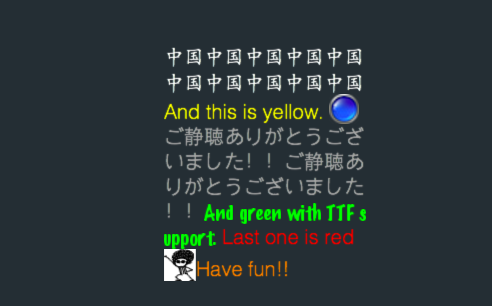 中国中国中国中国中国
中国中国中国中国中国
And this is yellow.
ご静聴ありがとうござ
いました!！ご静聴あ
りがとうございました
！！And green with TTF s
upport. Last one is red
Have fun!!